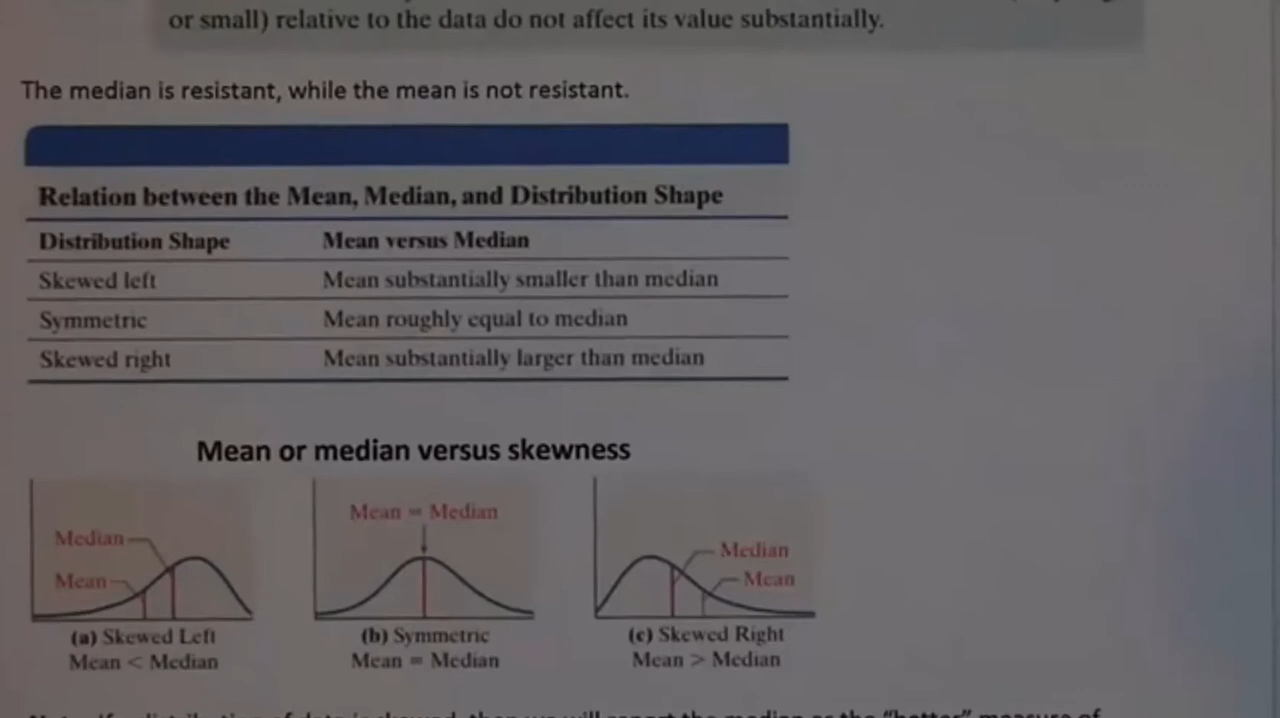 or small) relative to the data do not affect its value substantially.
The median is resistant, while the mean is not resistant.
Relation between the Mean, Median, and Distribution Shape
Distribution Shape Mean versus Median
Skewed left Mean substantially smaller than median
Symmetric Mean roughly equal to median
Skewed right Mean substantially larger than median
Mean or median versus skewness
Median
Mean
(a) Skewed Left
Mean < Median
Mean = Median
(b) Symmetric
Mean = Median
Median
Mean
(c) Skewed Right
Mean > Median